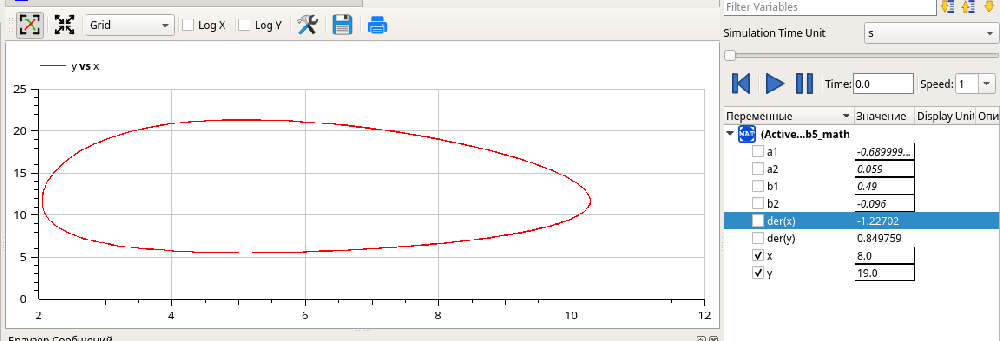 Filter Variables
Grid
Log X
Log Y
Simulation Time Unit
s
y vs x
Time:
0.0
Speed:
1
25
20
15
10
5
0
2
4
6
8
10
12
Переменные
Значение
Display Unit
Опи
MAT
(Active...b5_math
a1
-0.689999...
a2
0.059
b1
0.49
b2
-0.096
der(x)
-1.22702
der(y)
0.849759
x
8.0
y
19.0
Браузер Сообщений